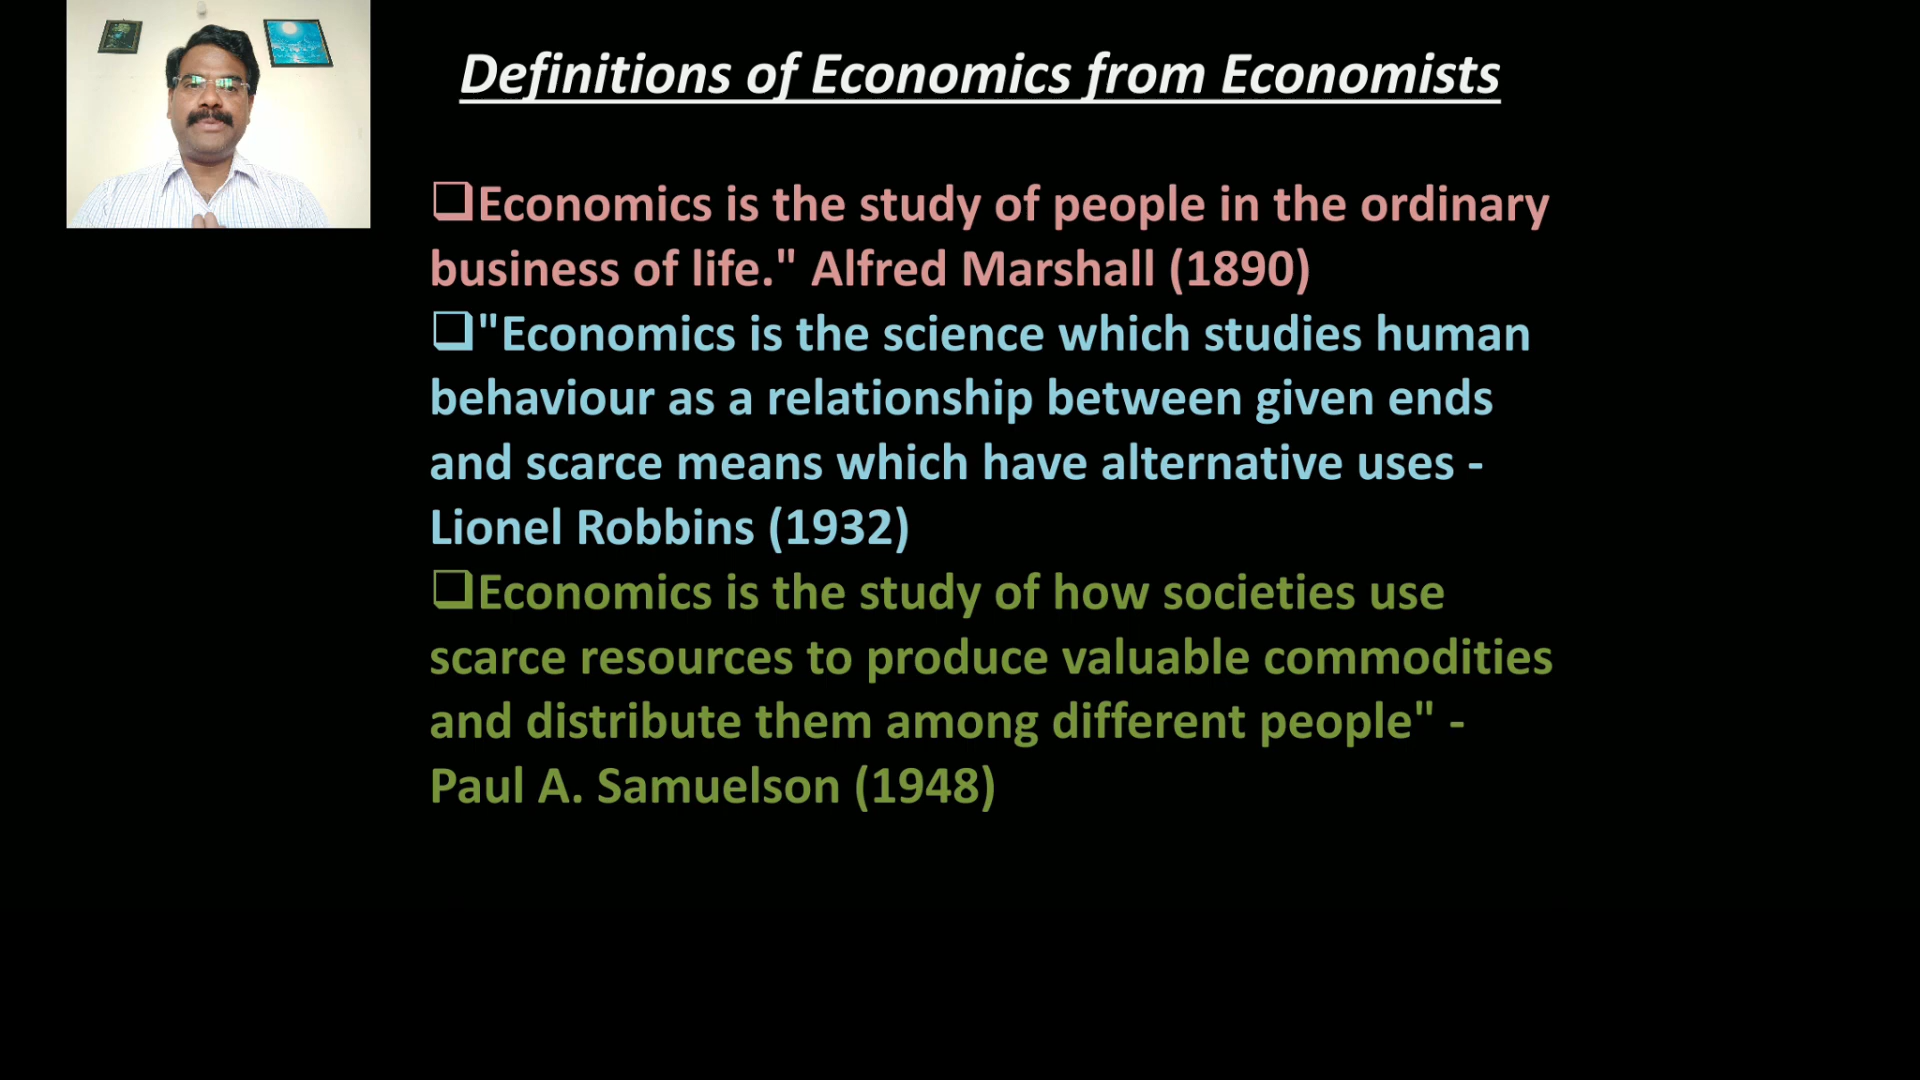 Definitions of Economics from Economists
❑Economics is the study of people in the ordinary
business of life." Alfred Marshall (1890)
❑"Economics is the science which studies human
behaviour as a relationship between given ends
and scarce means which have alternative uses -
Lionel Robbins (1932)
❑Economics is the study of how societies use
scarce resources to produce valuable commodities
and distribute them among different people" -
Paul A. Samuelson (1948)